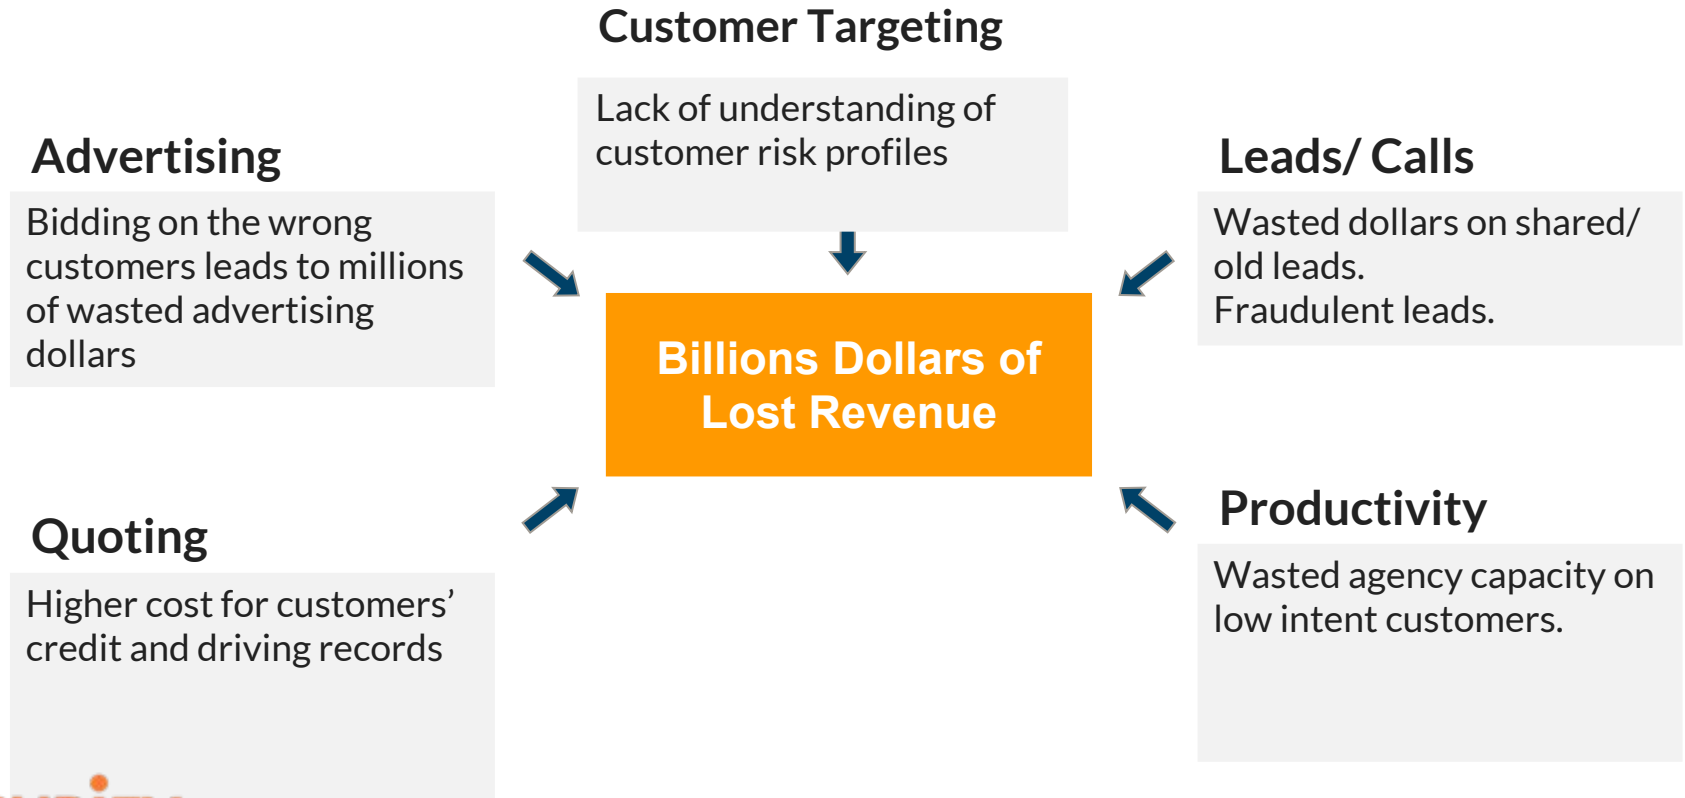 Customer Targeting
Lack of understanding of
customer risk profiles
Advertising
Bidding on the wrong
customers leads to millions
of wasted advertising
dollars
Leads/ Calls
Wasted dollars on shared/
old leads.
Fraudulent leads.
Billions Dollars of
Lost Revenue
Quoting
Higher cost for customers’
credit and driving records
Productivity
Wasted agency capacity on
low intent customers.